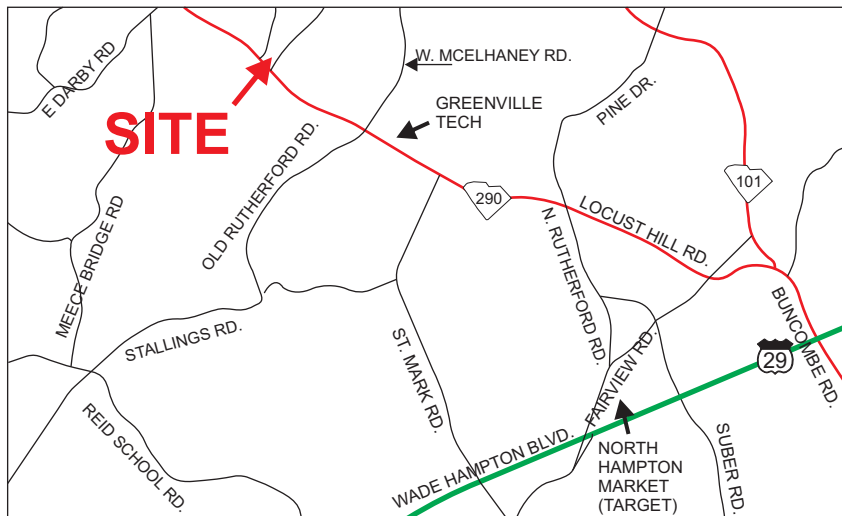 E DARBY RD
W. MCELHANEY RD.
SITE
GREENVILLE
TECH
PINE DR.
OLD RUTHERFORD RD.
290
101
MEECE BRIDGE RD
N. RUTHERFORD RD.
LOCUST HILL RD.
STALLINGS RD.
ST. MARK RD.
BUNCOMBE RD.
29
FAIRVIEW RD.
REID SCHOOL RD.
WADE HAMPTON BLVD.
NORTH
HAMPTON
MARKET
(TARGET)
SUBER RD.